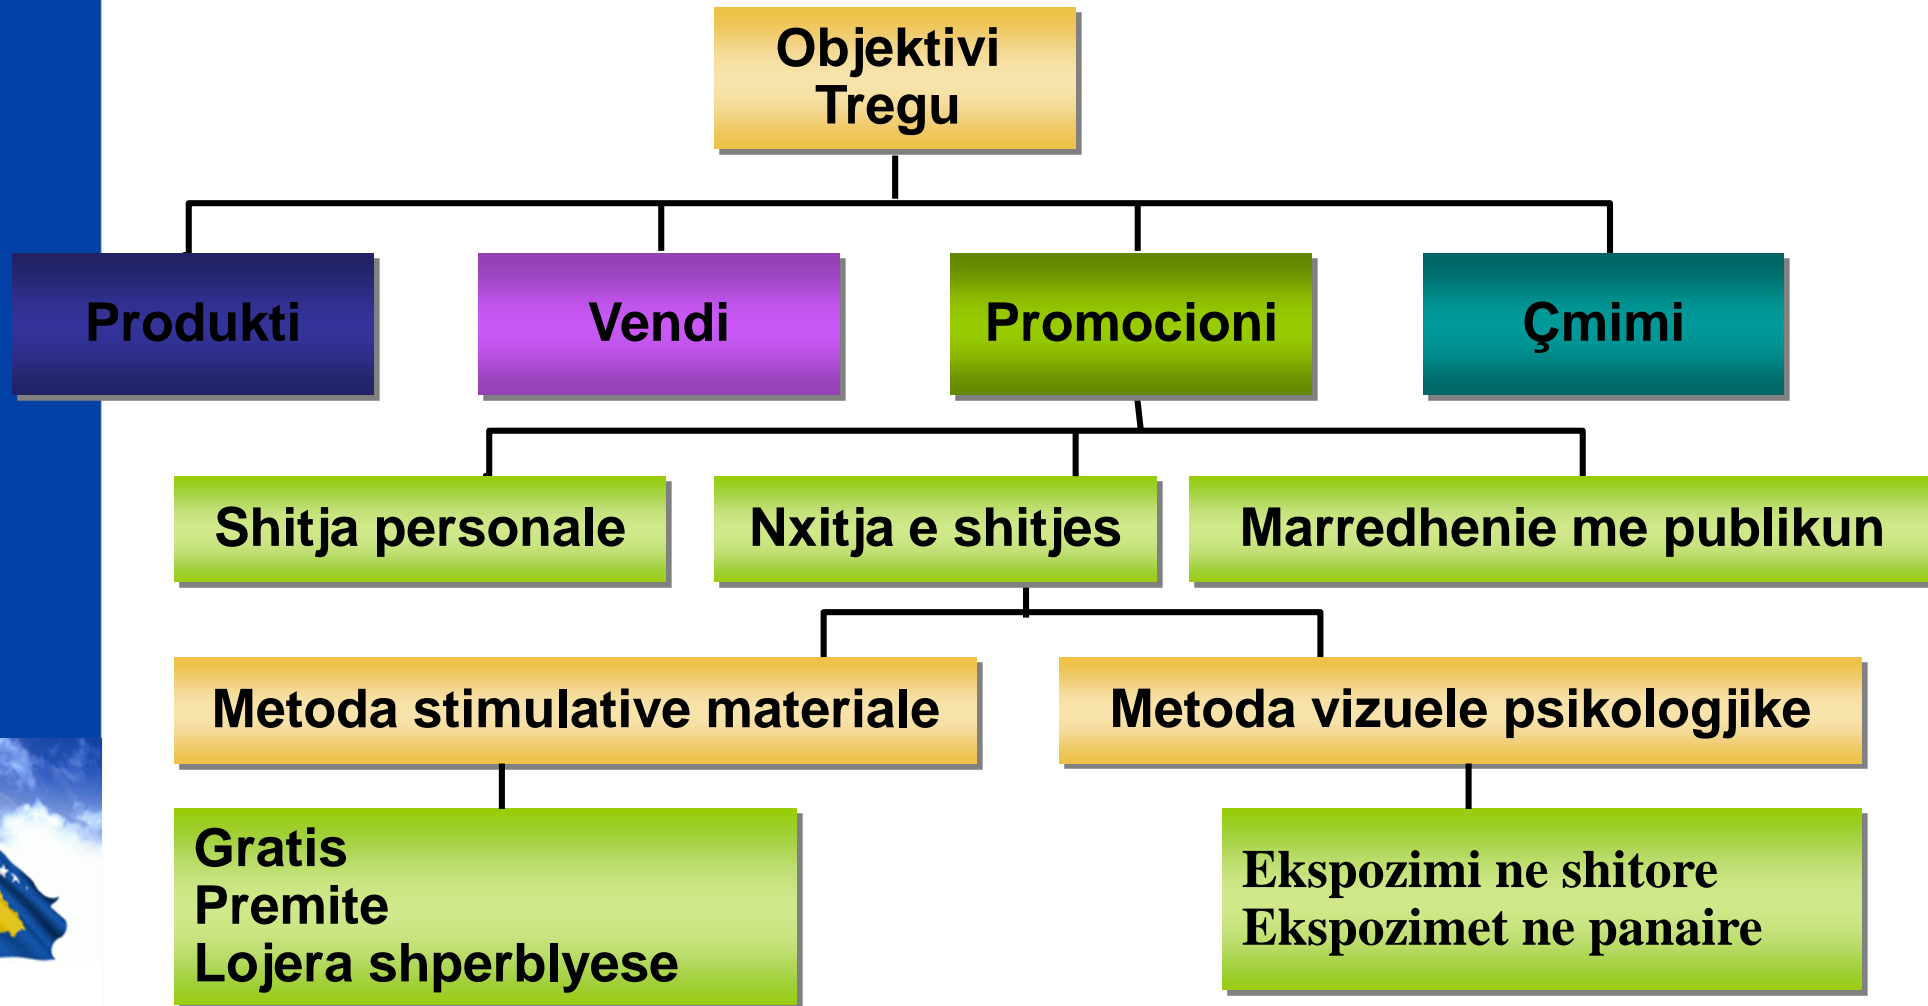 Objektivi
Tregu
Produkti
Vendi
Promocioni
Çmimi
Shitja personale
Nxitja e shitjes
Marredhenie me publikun
Metoda stimulative materiale
Metoda vizuele psikologjike
Gratis
Premite
Lojera shperblyese
Ekspozimi ne shitore
Ekspozimet ne panaire